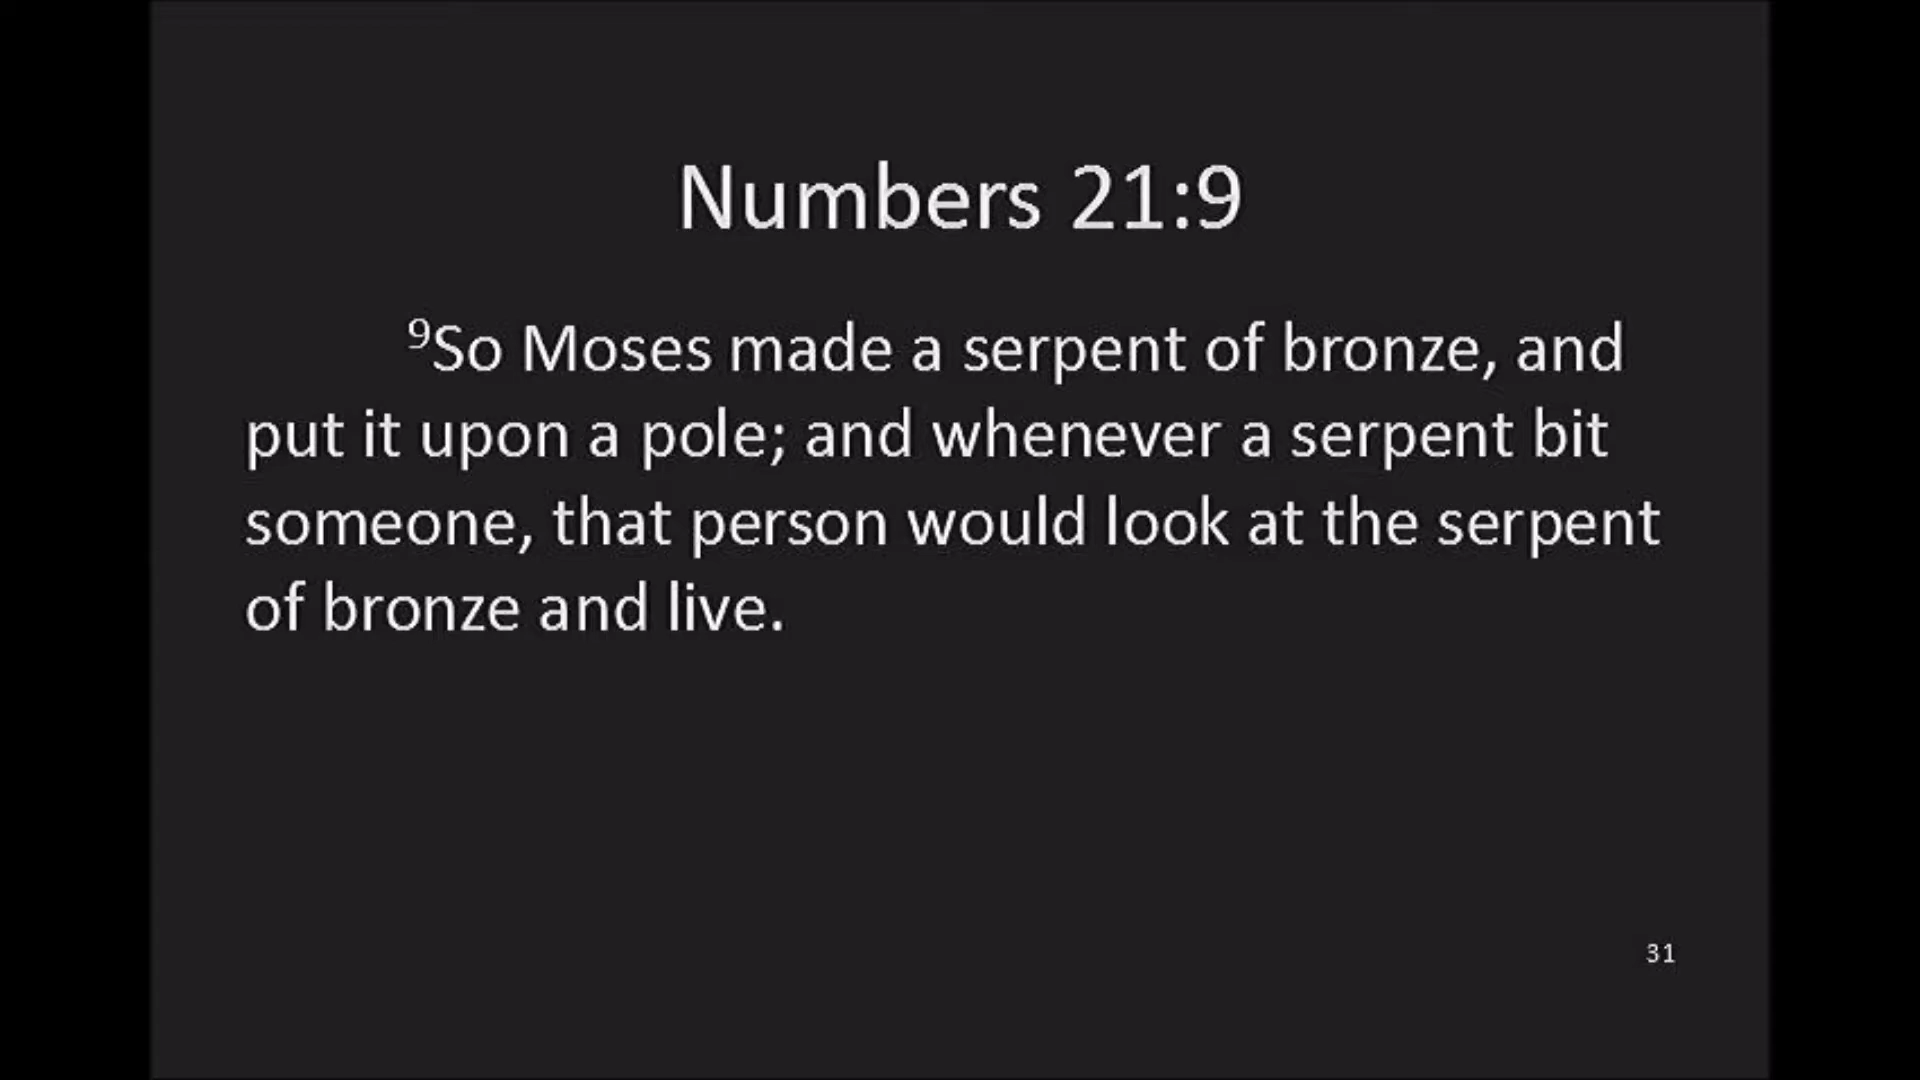 Numbers 21:9
⁹So Moses made a serpent of bronze, and
put it upon a pole; and whenever a serpent bit
someone, that person would look at the serpent
of bronze and live.
31